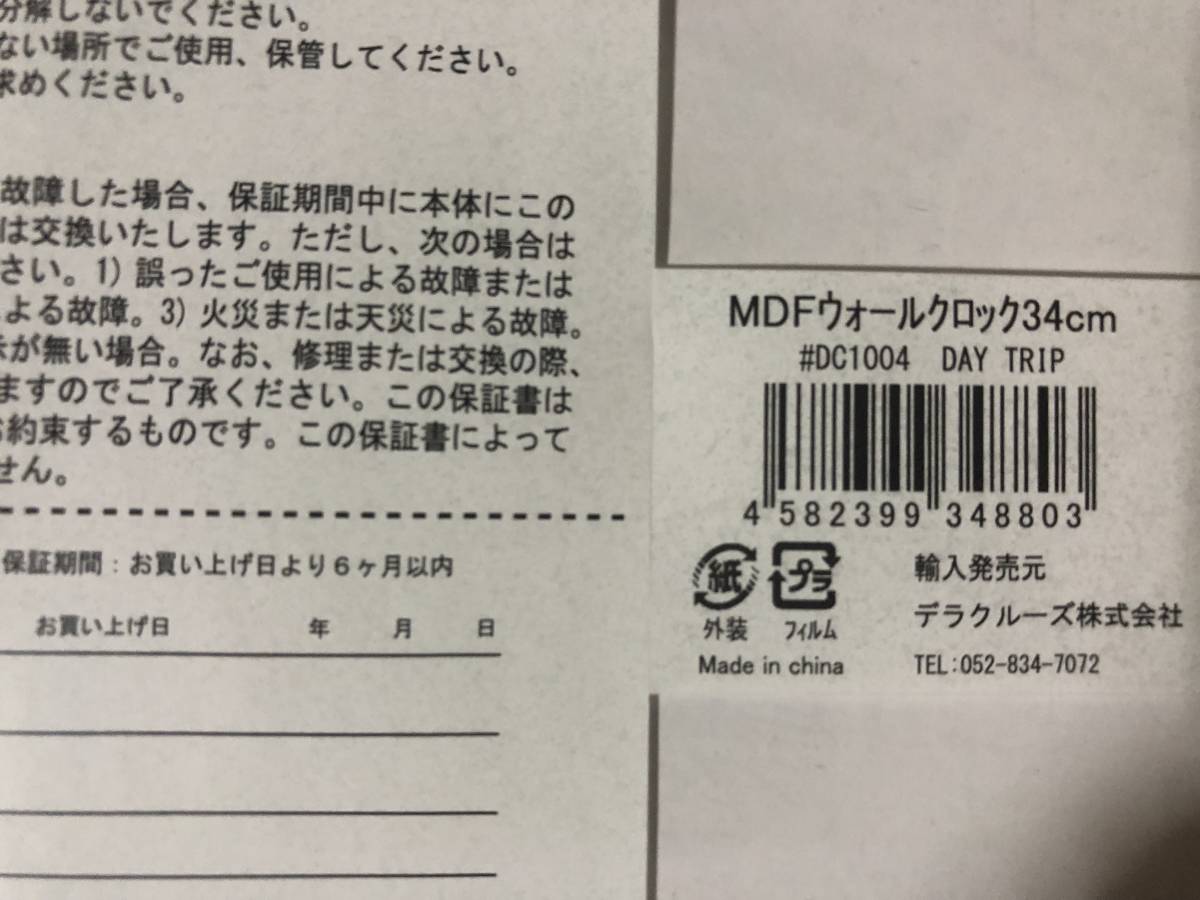 分解しないでください。
ない場所でご使用、保管してください。
求めください。
故障した場合、保証期間中に本体にこの
は交換いたします。ただし、次の場合は
さい。1) 誤ったご使用による故障または
よる故障。3) 火災または天災による故障。
が無い場合。なお、修理または交換の際、
ますのでご了承ください。この保証書は
約束するものです。この保証書によって
せん。
保証期間：お買い上げ日より６ヶ月以内
お買い上げ日 年 月 日
MDFウォールクロック34cm
#DC1004 DAY TRIP
4 582399 348803
紙 プラ
外装 フィルム
Made in china
輸入発売元
デラクルーズ株式会社
TEL:052-834-7072